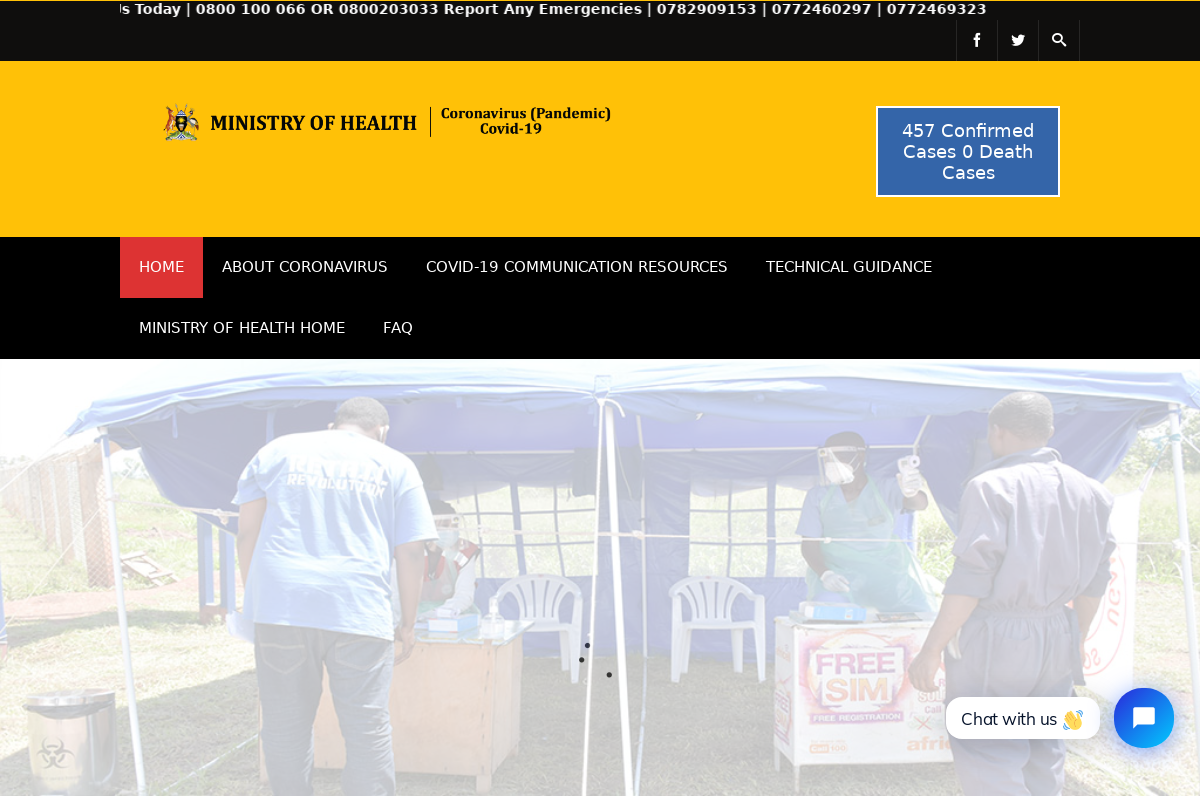 Us Today | 0800 100 066 OR 0800203033 Report Any Emergencies | 0782909153 | 0772460297 | 0772469323
MINISTRY OF HEALTH
Coronavirus (Pandemic)
Covid-19
457 Confirmed
Cases 0 Death
Cases
HOME
ABOUT CORONAVIRUS
COVID-19 COMMUNICATION RESOURCES
TECHNICAL GUIDANCE
MINISTRY OF HEALTH HOME
FAQ
REVOLUTION
FREE
SIM
FREE REGISTRATION
Chat with us 👋